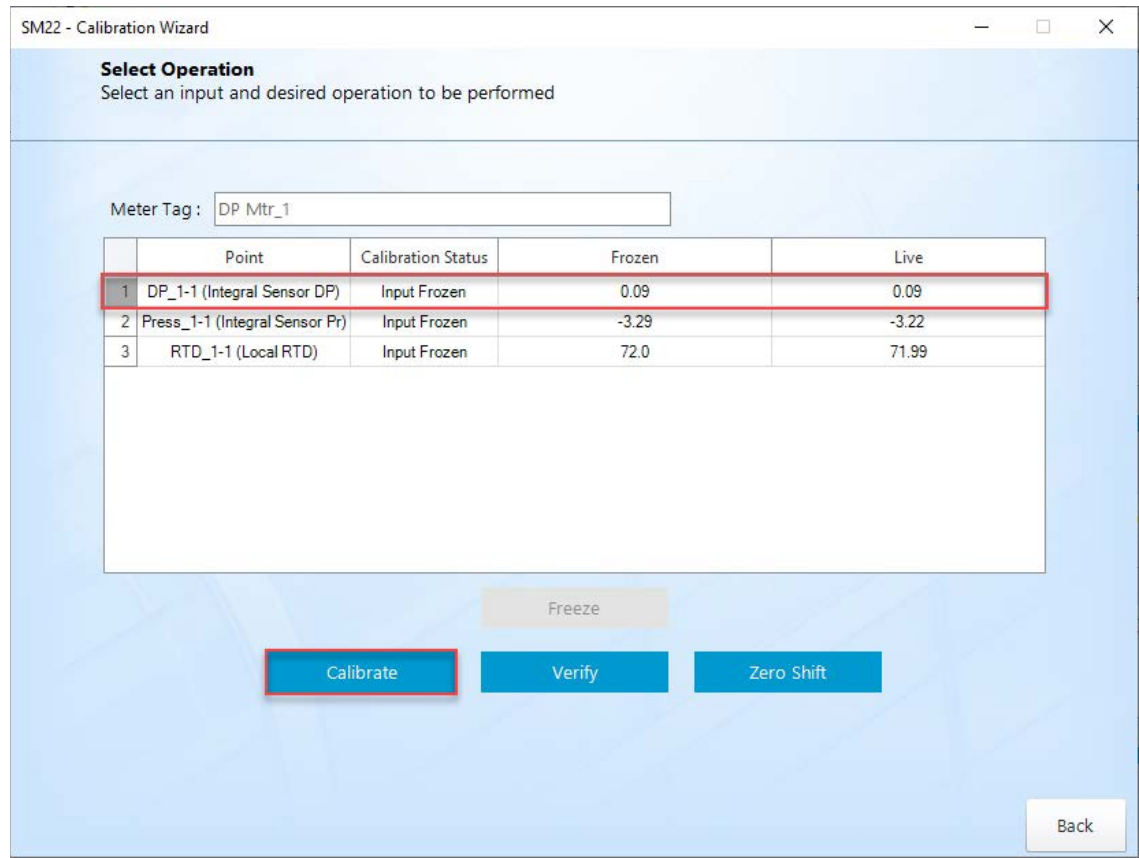 SM22 - Calibration Wizard
Select Operation
Select an input and desired operation to be performed
Meter Tag : DP Mtr_1
Point Calibration Status Frozen Live
1 DP_1-1 (Integral Sensor DP) Input Frozen 0.09 0.09
2 Press_1-1 (Integral Sensor Pr) Input Frozen -3.29 -3.22
3 RTD_1-1 (Local RTD) Input Frozen 72.0 71.99
Freeze
Calibrate Verify Zero Shift
Back